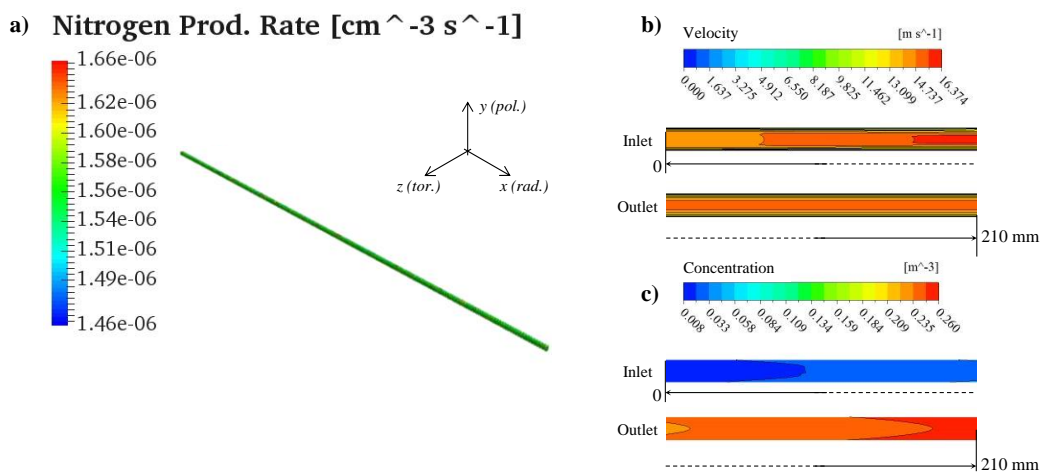 a) Nitrogen Prod. Rate [cm^-3 s^-1]
1.66e-06
1.62e-06
1.60e-06
1.58e-06
1.56e-06
1.54e-06
1.51e-06
1.49e-06
1.46e-06
y (pol.)
z (tor.)
x (rad.)
b)
Velocity [m s^-1]
0.000 1.637 3.275 4.912 6.550 8.187 9.825 11.462 13.099 14.737 16.374
Inlet
0
Outlet
210 mm
c)
Concentration [m^-3]
0.008 0.033 0.058 0.084 0.109 0.134 0.159 0.184 0.209 0.235 0.260
Inlet
0
Outlet
210 mm